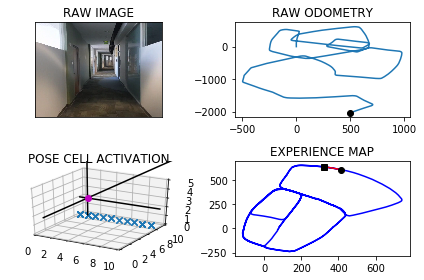 RAW IMAGE
RAW ODOMETRY
0
−1000
−2000
−500 0 500 1000
POSE CELL ACTIVATION
5
4
3
2
1
0
0 2 4 6 8 10
0 2 4 6 8 10
EXPERIENCE MAP
500
250
0
−250
0 200 400 600